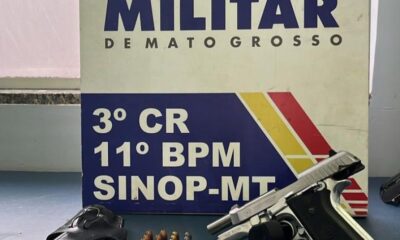 MILITAR
DE MATO GROSSO
3º CR
11º BPM
SINOP-MT